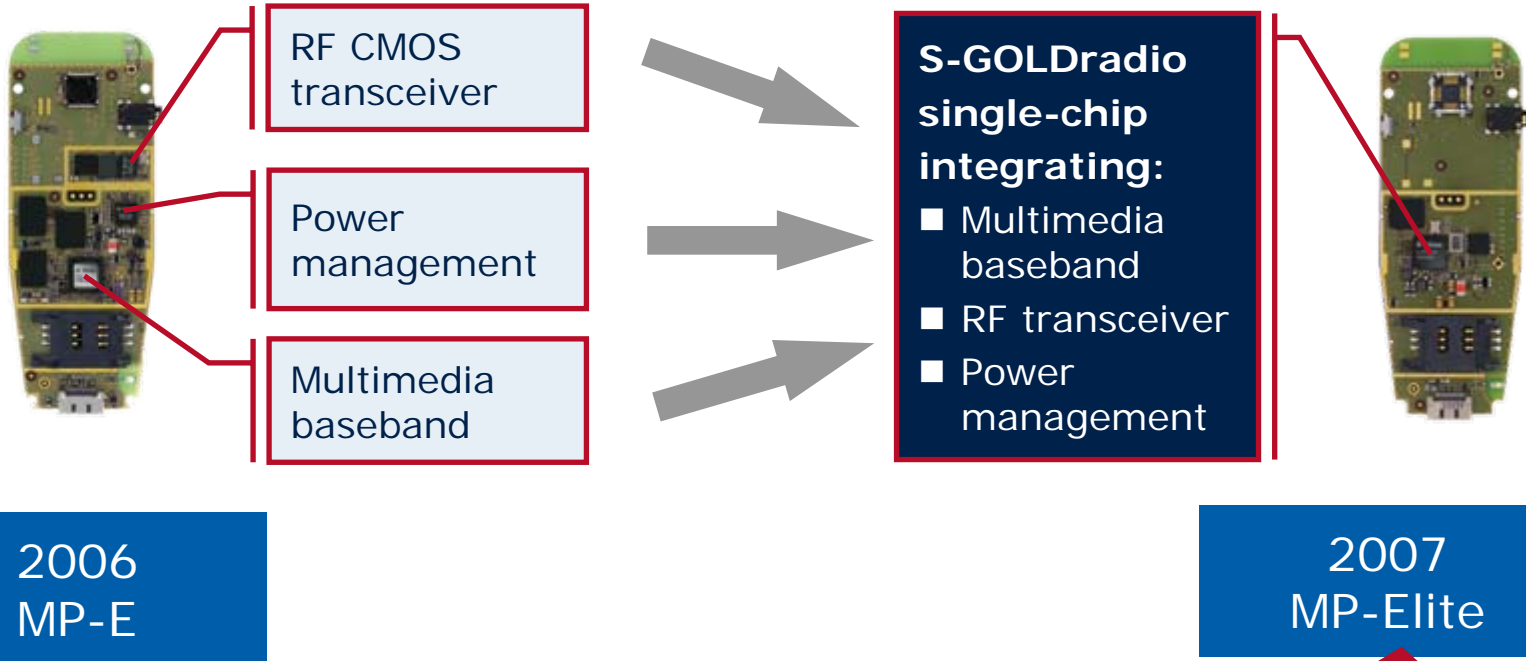 RF CMOS
transceiver
Power
management
Multimedia
baseband
S-GOLDradio
single-chip
integrating:
Multimedia
baseband
RF transceiver
Power
management
2006
MP-E
2007
MP-Elite